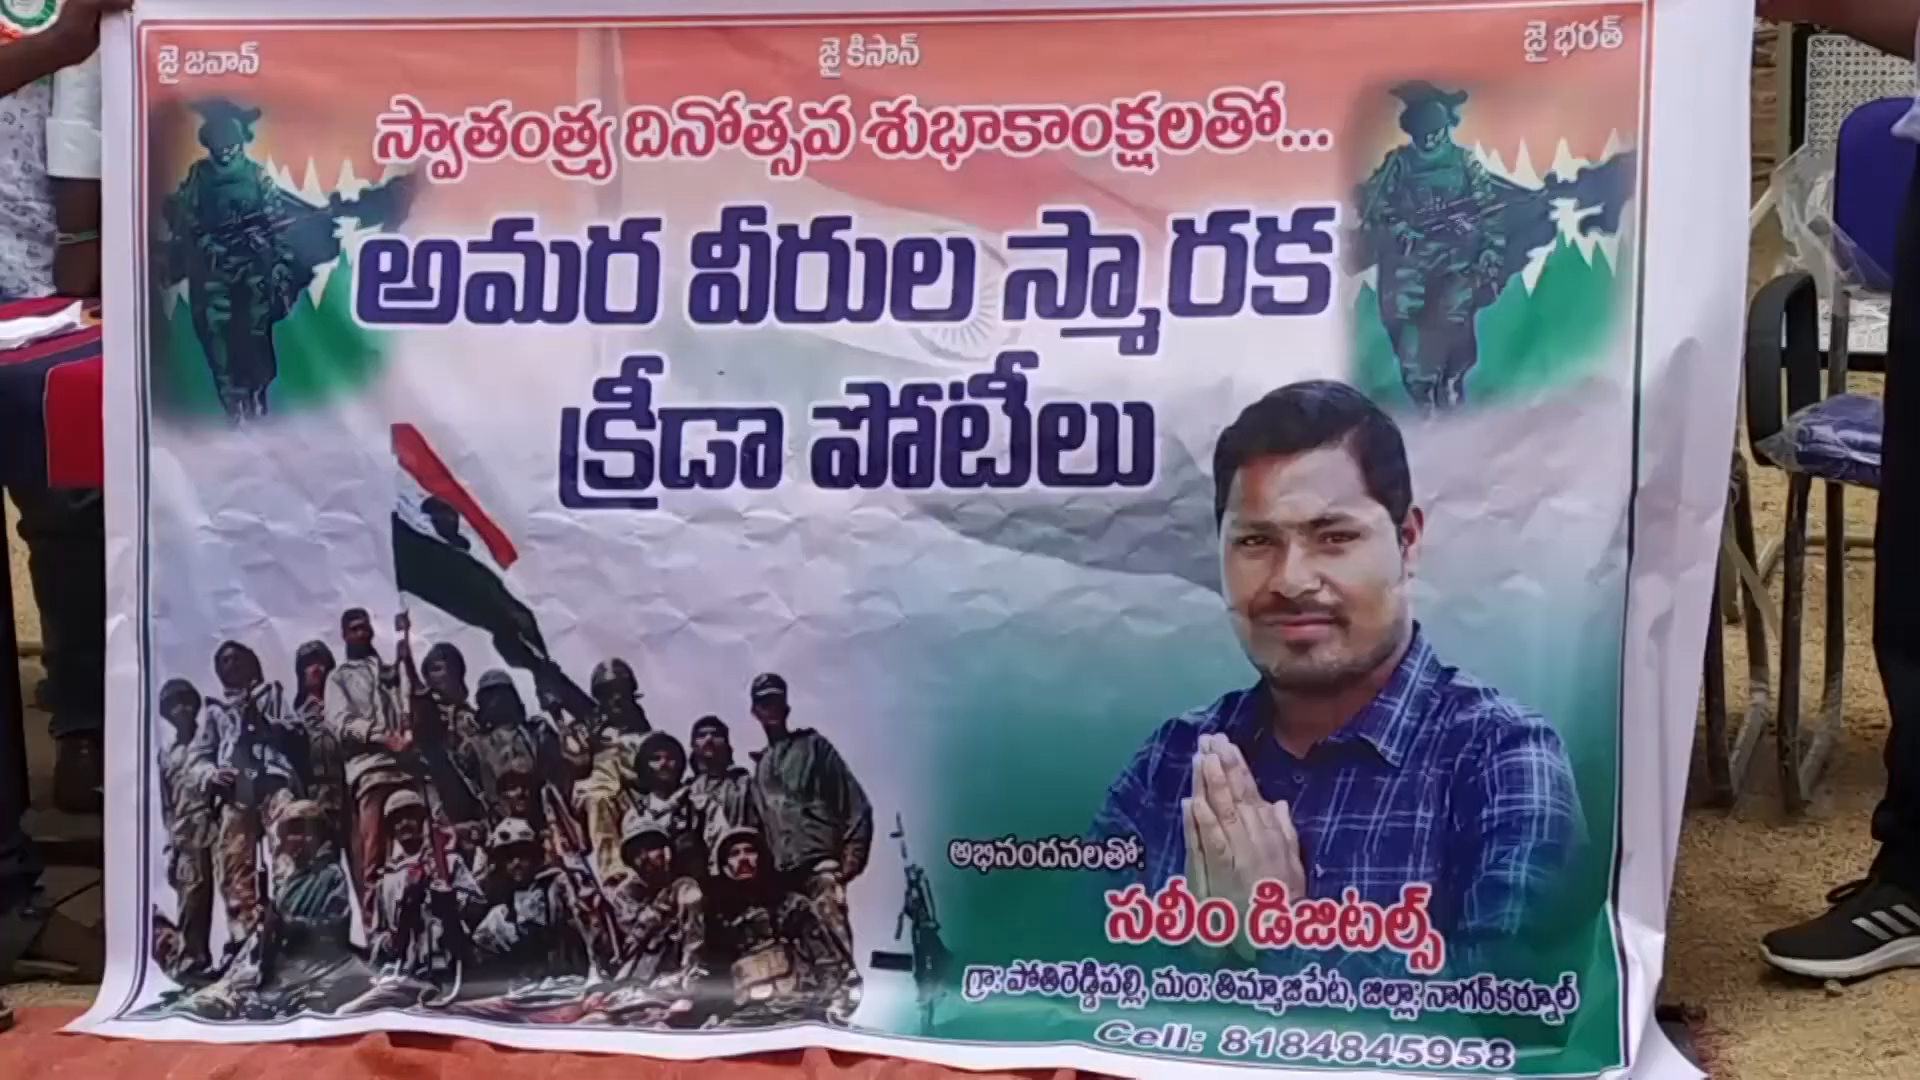 జై జవాన్
జై కిసాన్
జై భరత్
స్వాతంత్ర్య దినోత్సవ శుభాకాంక్షలతో...
అమర వీరుల స్మారక
క్రీడా పోటీలు
అభినందనలతో:
సలీం డిజిటల్స్
గ్రా: పోతిరెడ్డిపల్లి, మం: తిమ్మాజిపేట, జిల్లా: నాగర్‌కర్నూల్
Cell: 8184845958